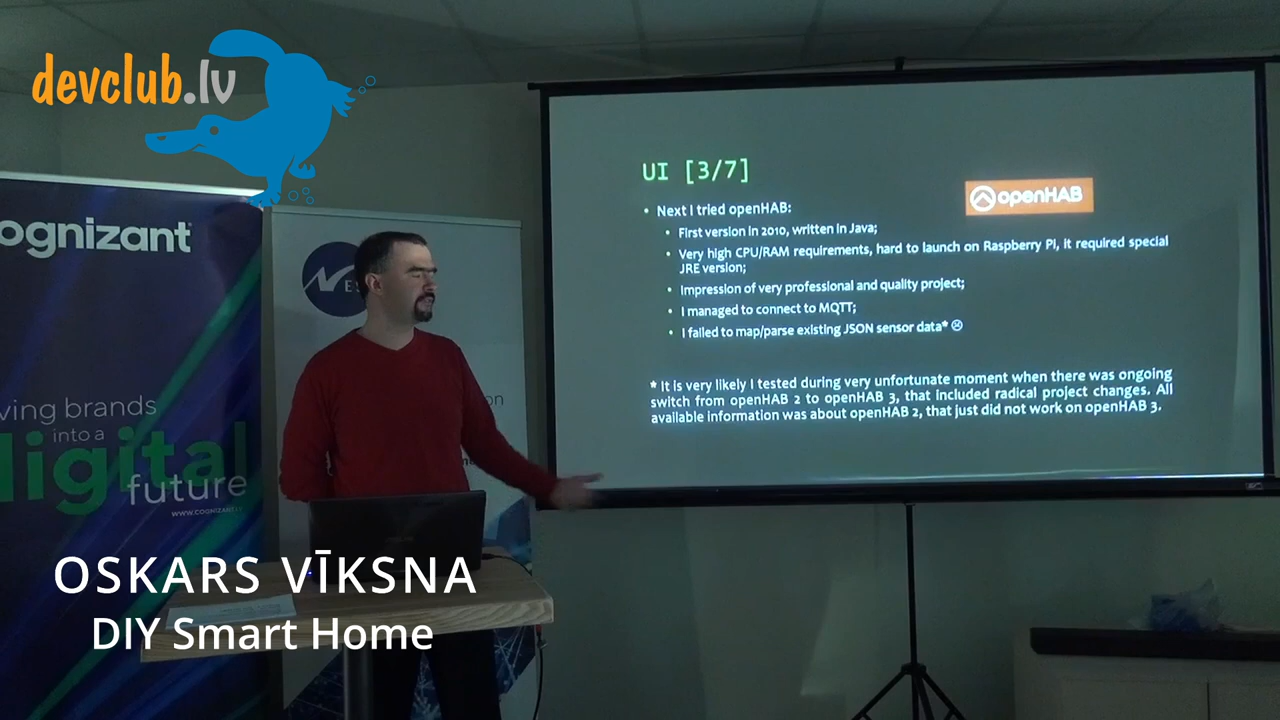 devclub.lv
ognizant
ving brands
into a
digital
future
WWW.COGNIZANT.LV
UI [3/7]
openHAB
• Next I tried openHAB:
• First version in 2010, written in Java;
• Very high CPU/RAM requirements, hard to launch on Raspberry Pi, it required special
JRE version;
• Impression of very professional and quality project;
• I managed to connect to MQTT;
• I failed to map/parse existing JSON sensor data* ☹
* It is very likely I tested during very unfortunate moment when there was ongoing
switch from openHAB 2 to openHAB 3, that included radical project changes. All
available information was about openHAB 2, that just did not work on openHAB 3.
OSKARS VĪKSNA
DIY Smart Home